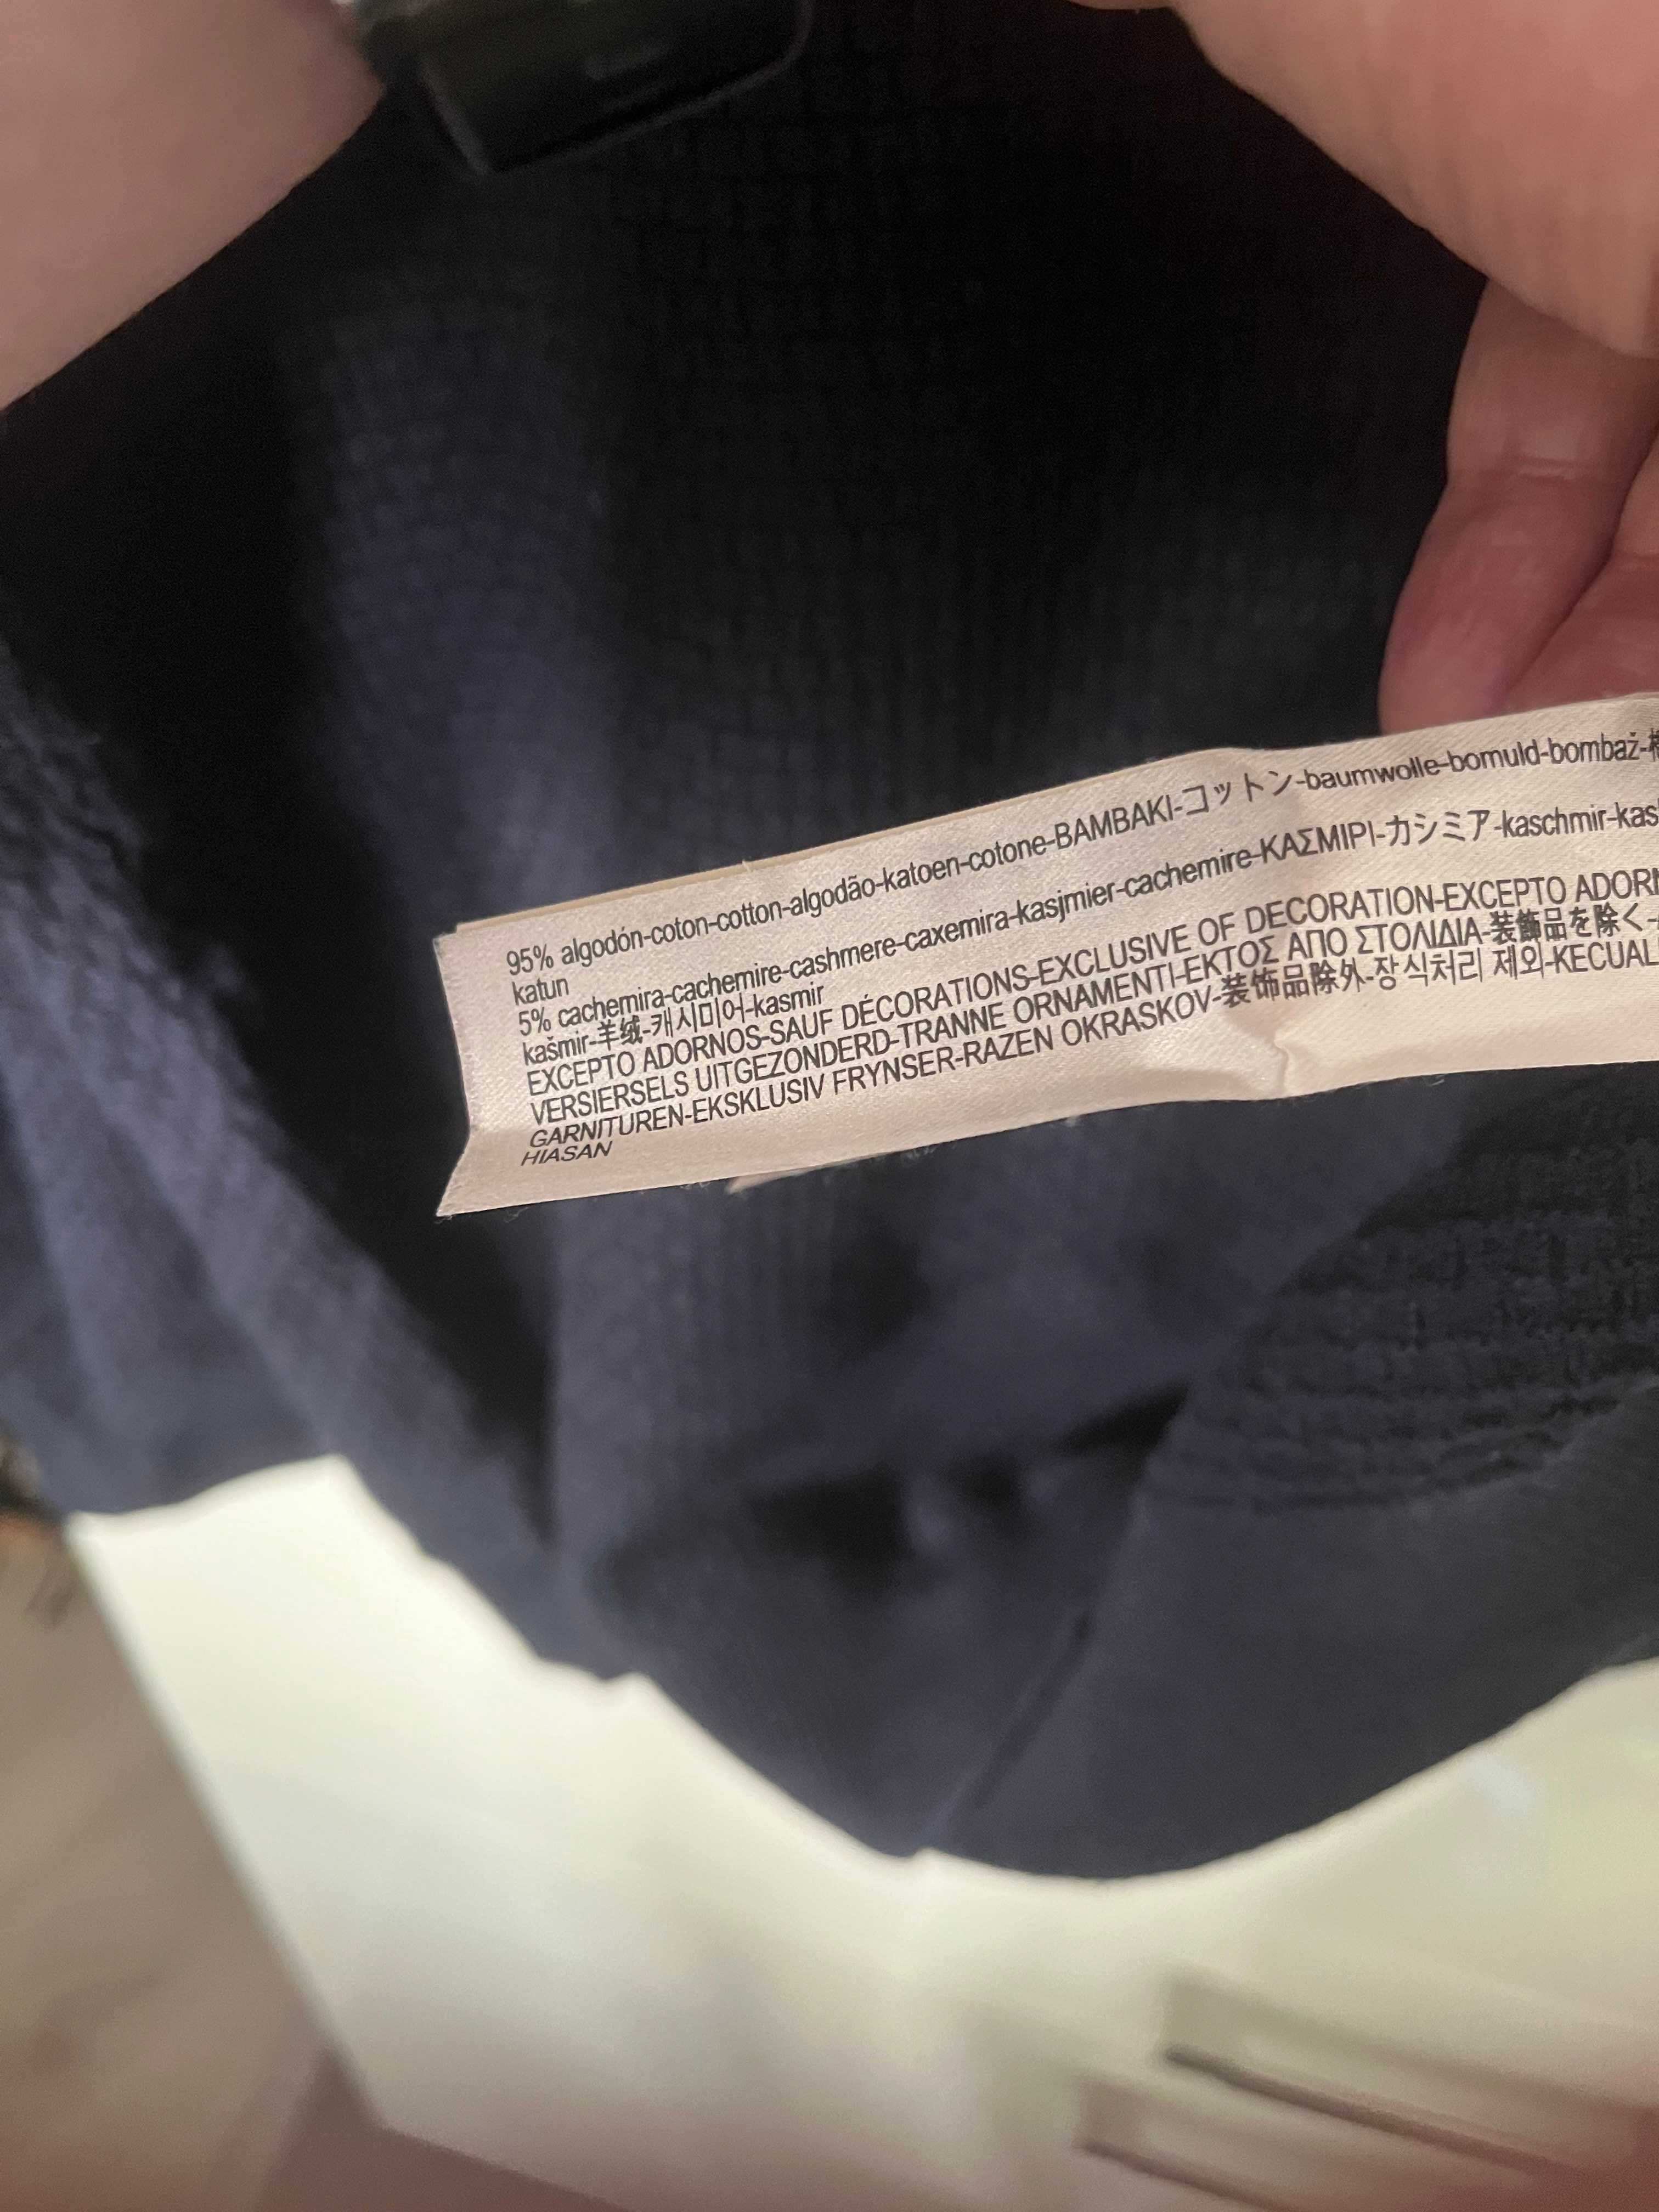 95% algodón-coton-cotton-algodão-katoen-cotone-BAMBAKI-コットン-baumwolle-bomuld-bombaž-
katun
5% cachemira-cachemire-cashmere-caxemira-kasjmier-cachemire-ΚΑΣΜΙΡΙ-カシミア-kaschmir-
kašmir-羊绒-캐시미어-kasmir
EXCEPTO ADORNOS-SAUF DÉCORATIONS-EXCLUSIVE OF DECORATION-EXCEPTO
VERSIERSELS UITGEZONDERD-TRANNE ORNAMENTI-ΕΚΤΟΣ ΑΠΟ ΣΤΟΛΙΔΙΑ-装飾品を除く-
GARNITUREN-EKSKLUSIV FRYNSER-RAZEN OKRASKOV-装饰品除外-장식처리 제외-KECUALI
HIASAN